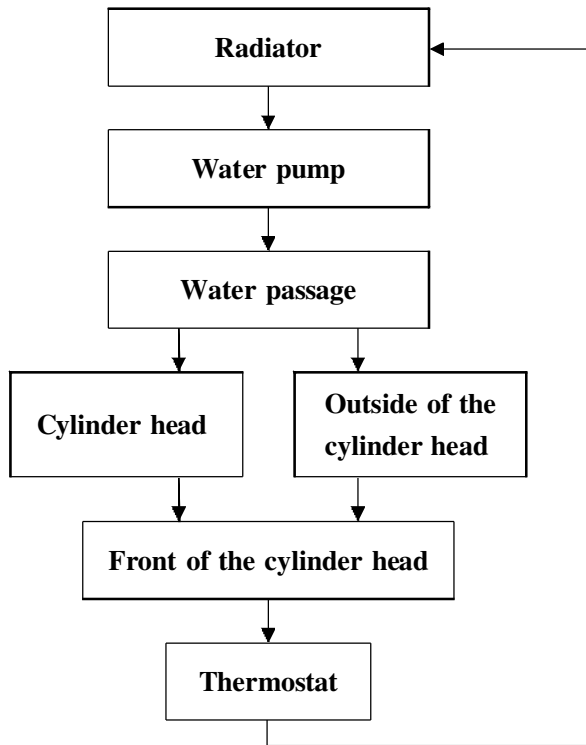 Radiator
Water pump
Water passage
Cylinder head
Outside of the
cylinder head
Front of the cylinder head
Thermostat